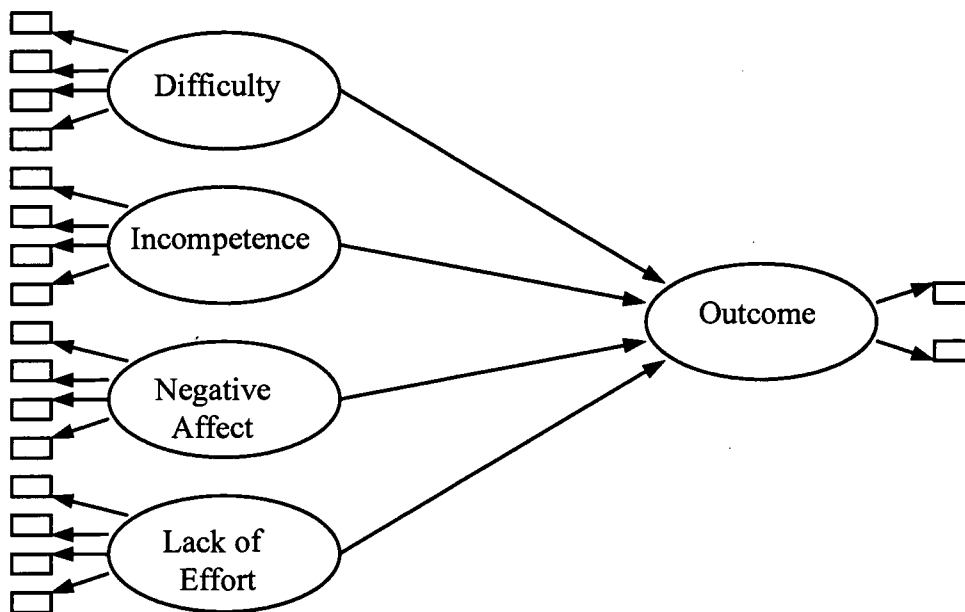 Difficulty
Incompetence
Negative
Affect
Lack of
Effort
Outcome